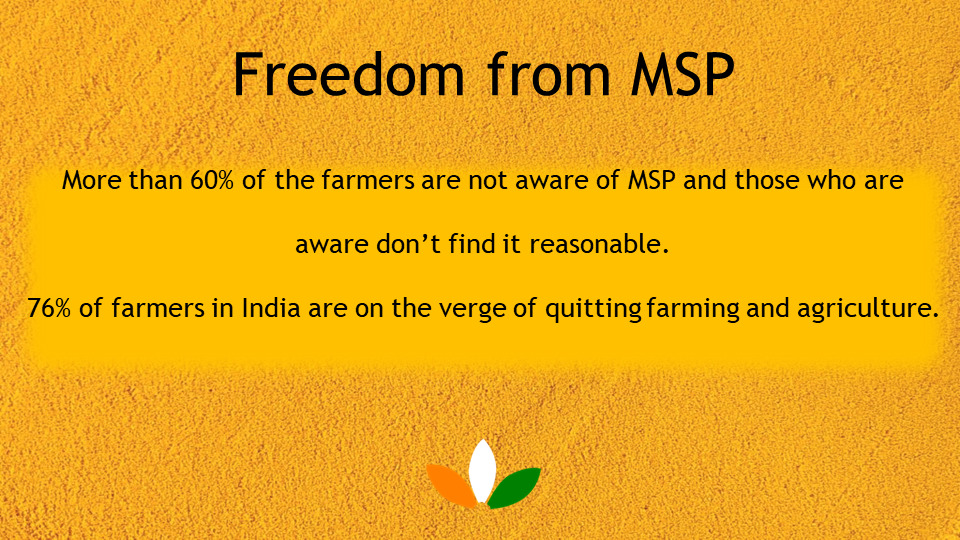 Freedom from MSP
More than 60% of the farmers are not aware of MSP and those who are
aware don’t find it reasonable.
76% of farmers in India are on the verge of quitting farming and agriculture.